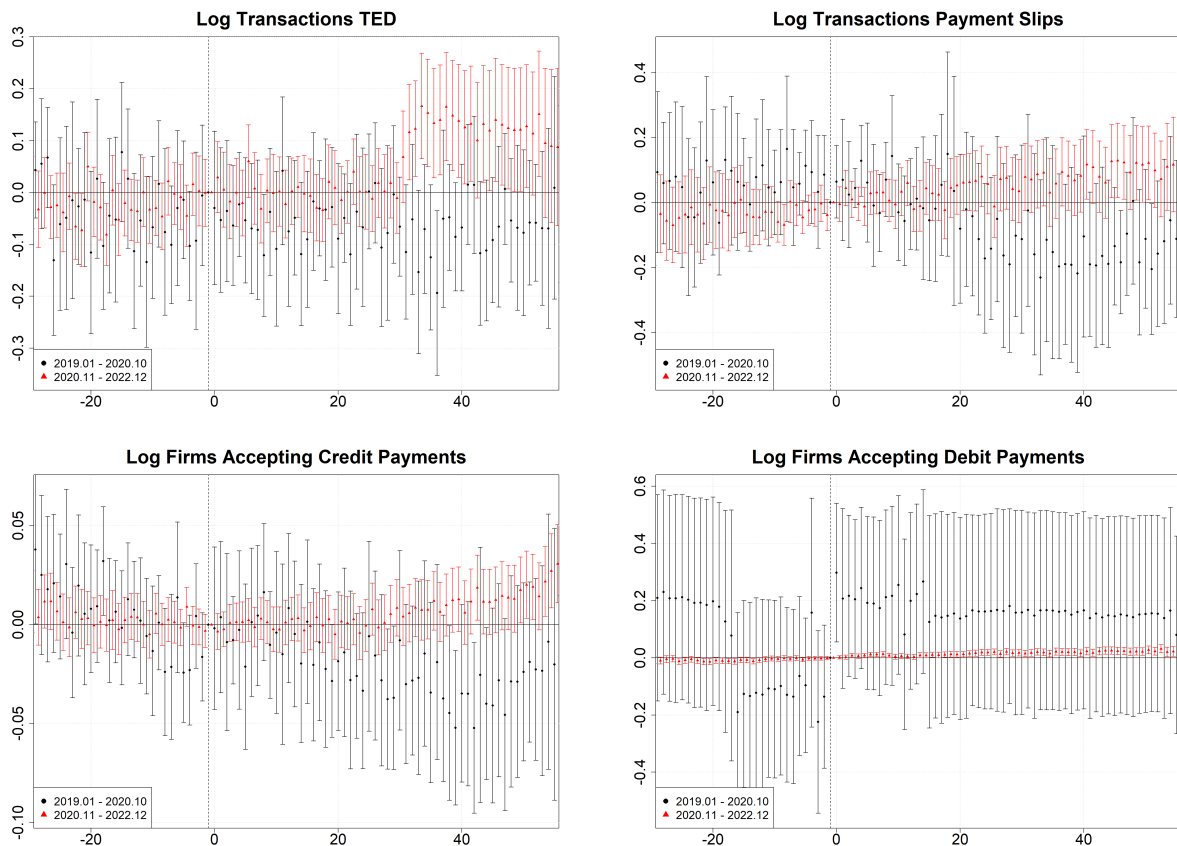 Log Transactions TED
0.3
0.2
0.1
0.0
-0.1
-0.2
-0.3
2019.01 - 2020.10
2020.11 - 2022.12
-20 0 20 40
Log Transactions Payment Slips
0.4
0.2
0.0
-0.2
-0.4
2019.01 - 2020.10
2020.11 - 2022.12
-20 0 20 40
Log Firms Accepting Credit Payments
0.05
0.00
-0.05
-0.10
2019.01 - 2020.10
2020.11 - 2022.12
-20 0 20 40
Log Firms Accepting Debit Payments
0.6
0.4
0.2
0.0
-0.2
-0.4
2019.01 - 2020.10
2020.11 - 2022.12
-20 0 20 40